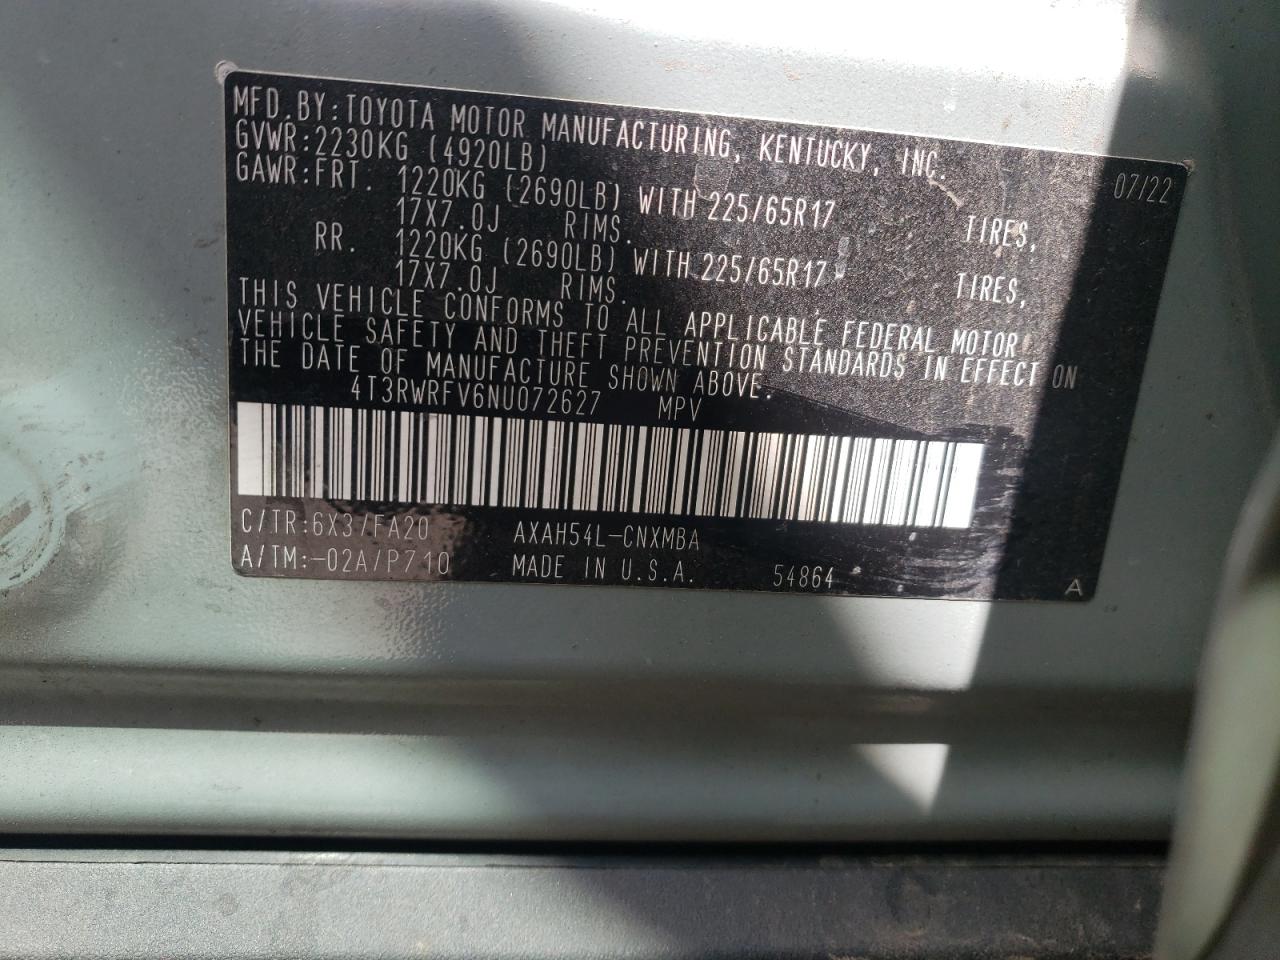 MFD.BY:TOYOTA MOTOR MANUFACTURING, KENTUCKY, INC. 07/22
GVWR:2230KG (4920LB)
GAWR:FRT. 1220KG (2690LB) WITH 225/65R17 TIRES,
17X7.0J RIMS.
RR. 1220KG (2690LB) WITH 225/65R17 TIRES,
17X7.0J RIMS.
THIS VEHICLE CONFORMS TO ALL APPLICABLE FEDERAL MOTOR
VEHICLE SAFETY AND THEFT PREVENTION STANDARDS IN EFFECT ON
THE DATE OF MANUFACTURE SHOWN ABOVE.
4T3RWRFV6NU072627 MPV
C/TR:6X3/FA20 AXAH54L-CNXMBA
A/TM:-02A/P710 MADE IN U.S.A. 54864 A